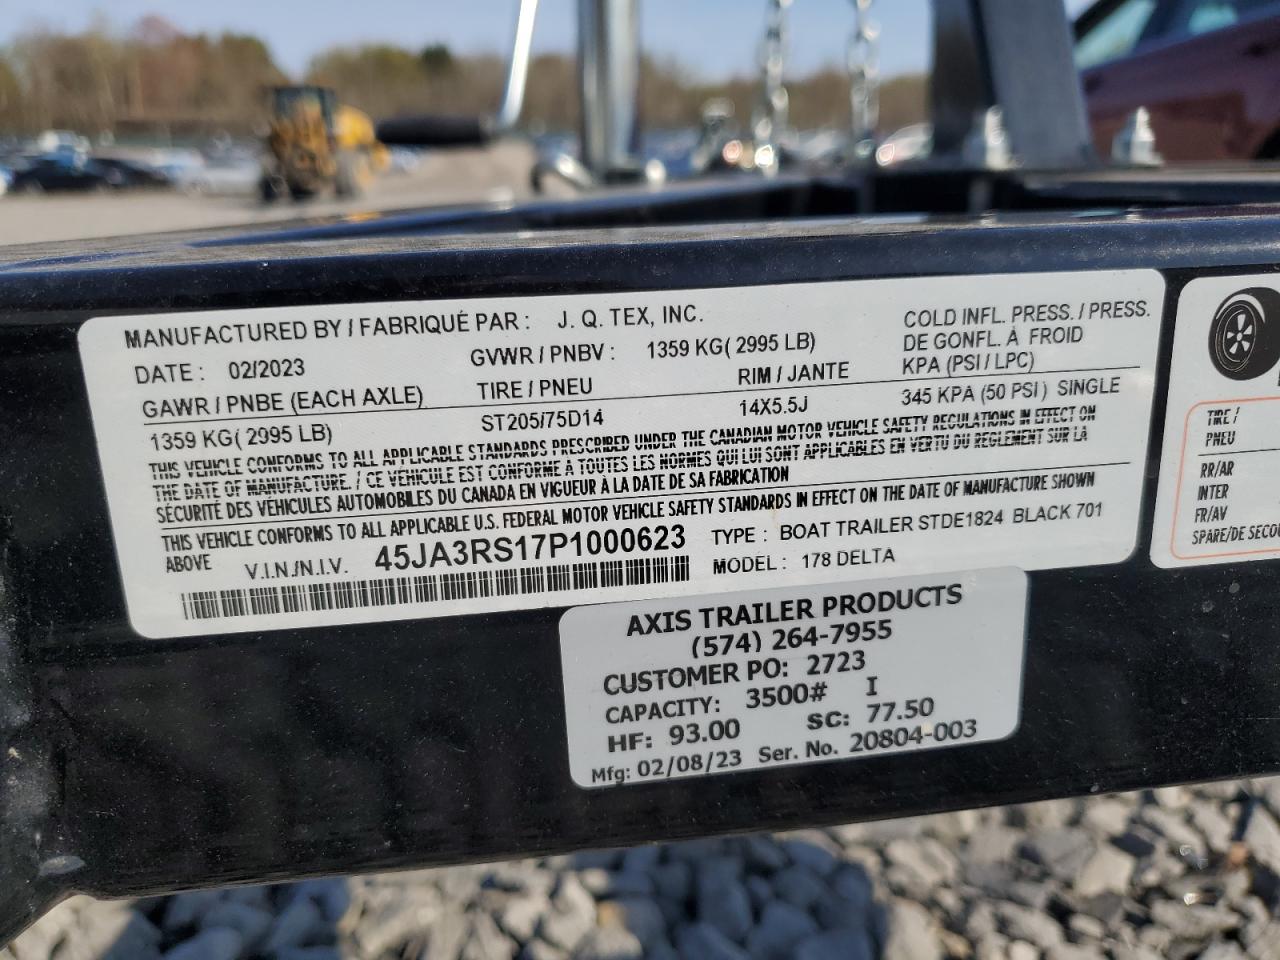 MANUFACTURED BY / FABRIQUÉ PAR : J. Q. TEX, INC.
DATE : 02/2023
GVWR / PNBV : 1359 KG( 2995 LB)
COLD INFL. PRESS. / PRESS.
DE GONFL. À FROID
KPA (PSI / LPC)
GAWR / PNBE (EACH AXLE)
TIRE / PNEU
RIM / JANTE
1359 KG( 2995 LB)
ST205/75D14
14X5.5J
345 KPA (50 PSI ) SINGLE
THIS VEHICLE CONFORMS TO ALL APPLICABLE STANDARDS PRESCRIBED UNDER THE CANADIAN MOTOR VEHICLE SAFETY REGULATIONS IN EFFECT ON
THE DATE OF MANUFACTURE. / CE VÉHICULE EST CONFORME À TOUTES LES NORMES QUI LUI SONT APPLICABLES EN VERTU DU RÈGLEMENT SUR LA
SÉCURITÉ DES VÉHICULES AUTOMOBILES DU CANADA EN VIGUEUR À LA DATE DE SA FABRICATION
THIS VEHICLE CONFORMS TO ALL APPLICABLE U.S. FEDERAL MOTOR VEHICLE SAFETY STANDARDS IN EFFECT ON THE DATE OF MANUFACTURE SHOWN
ABOVE
V.I.N./N.I.V. 45JA3RS17P1000623
TYPE : BOAT TRAILER STDE1824 BLACK 701
MODEL : 178 DELTA
AXIS TRAILER PRODUCTS
(574) 264-7955
CUSTOMER PO: 2723
CAPACITY: 3500# I
HF: 93.00 SC: 77.50
Mfg: 02/08/23 Ser. No. 20804-003
TIRE /
PNEU
RR/AR
INTER
FR/AV
SPARE/DE